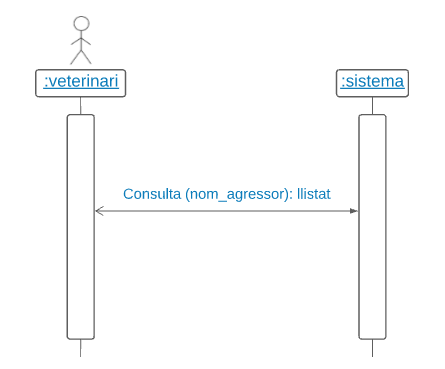 :veterinari
:sistema
Consulta (nom_agressor): llistat